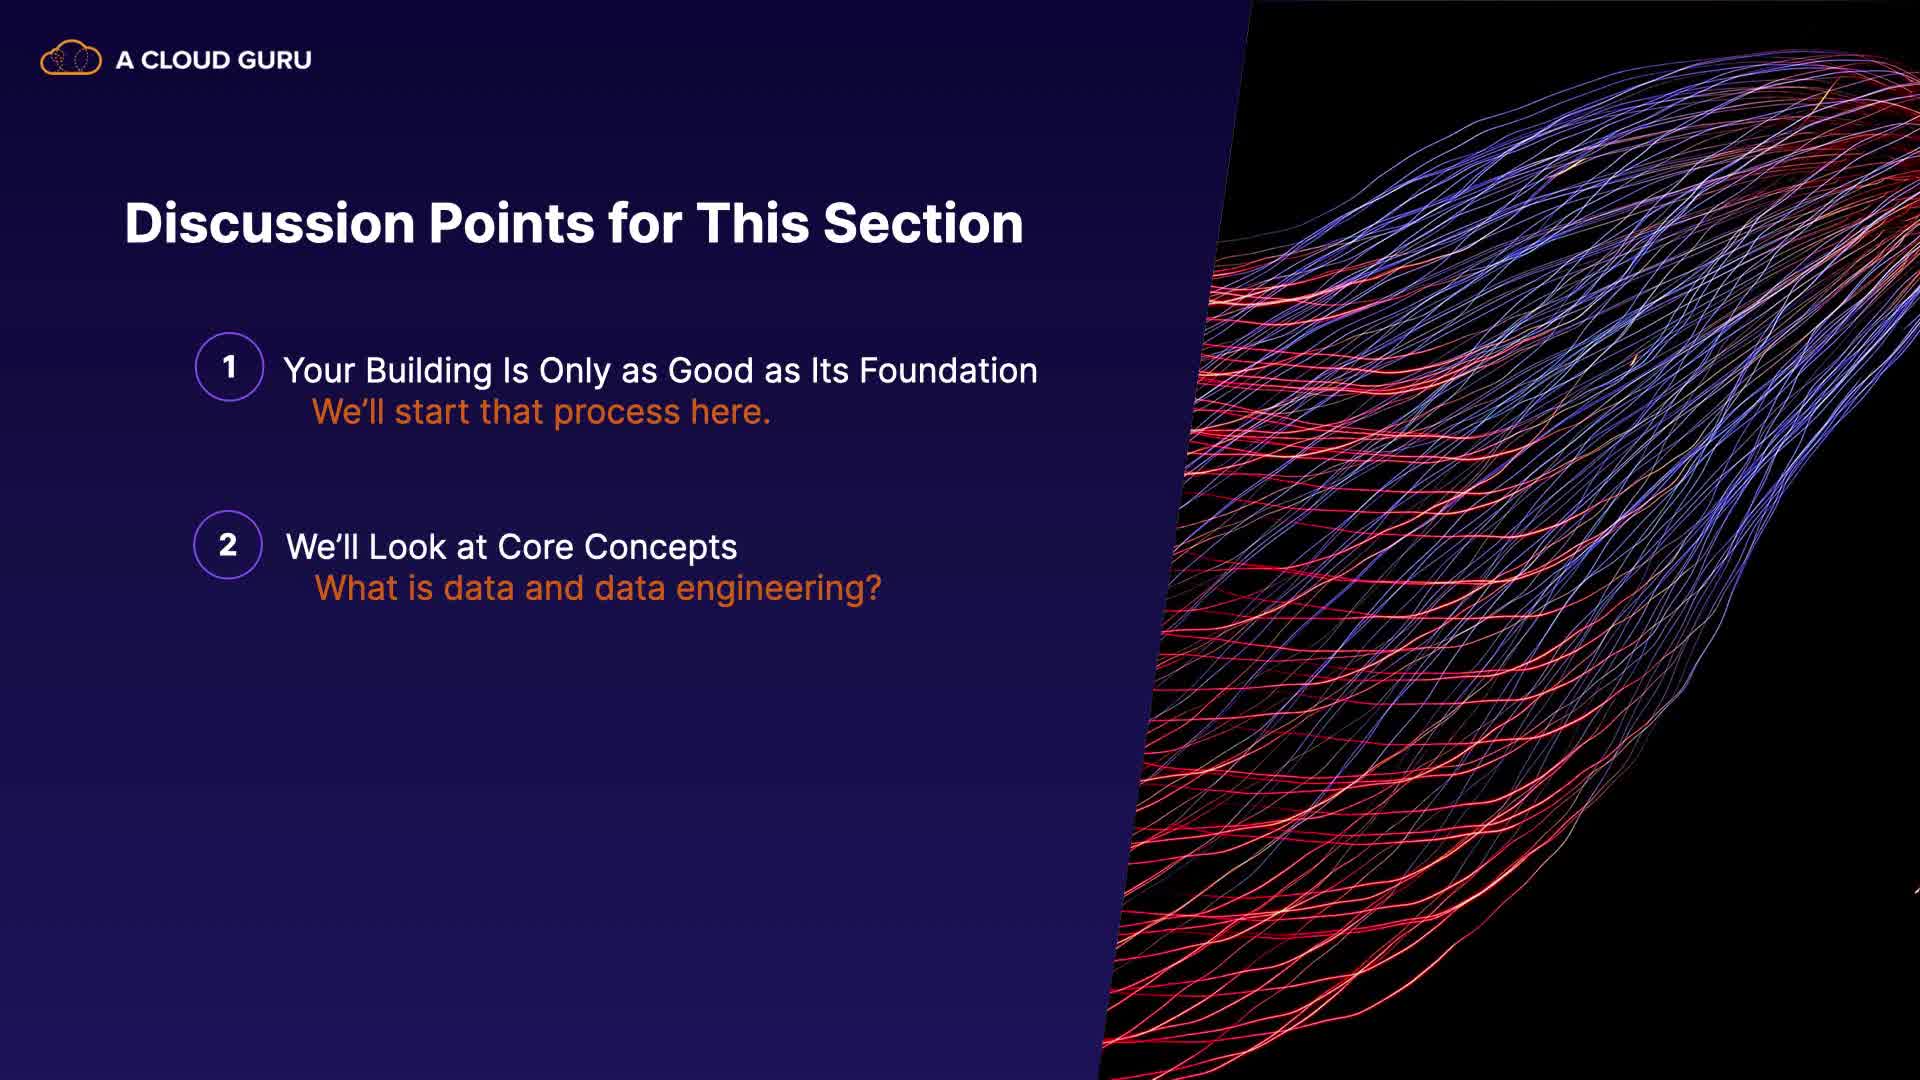 A CLOUD GURU
Discussion Points for This Section
1
Your Building Is Only as Good as Its Foundation
We’ll start that process here.
2
We’ll Look at Core Concepts
What is data and data engineering?